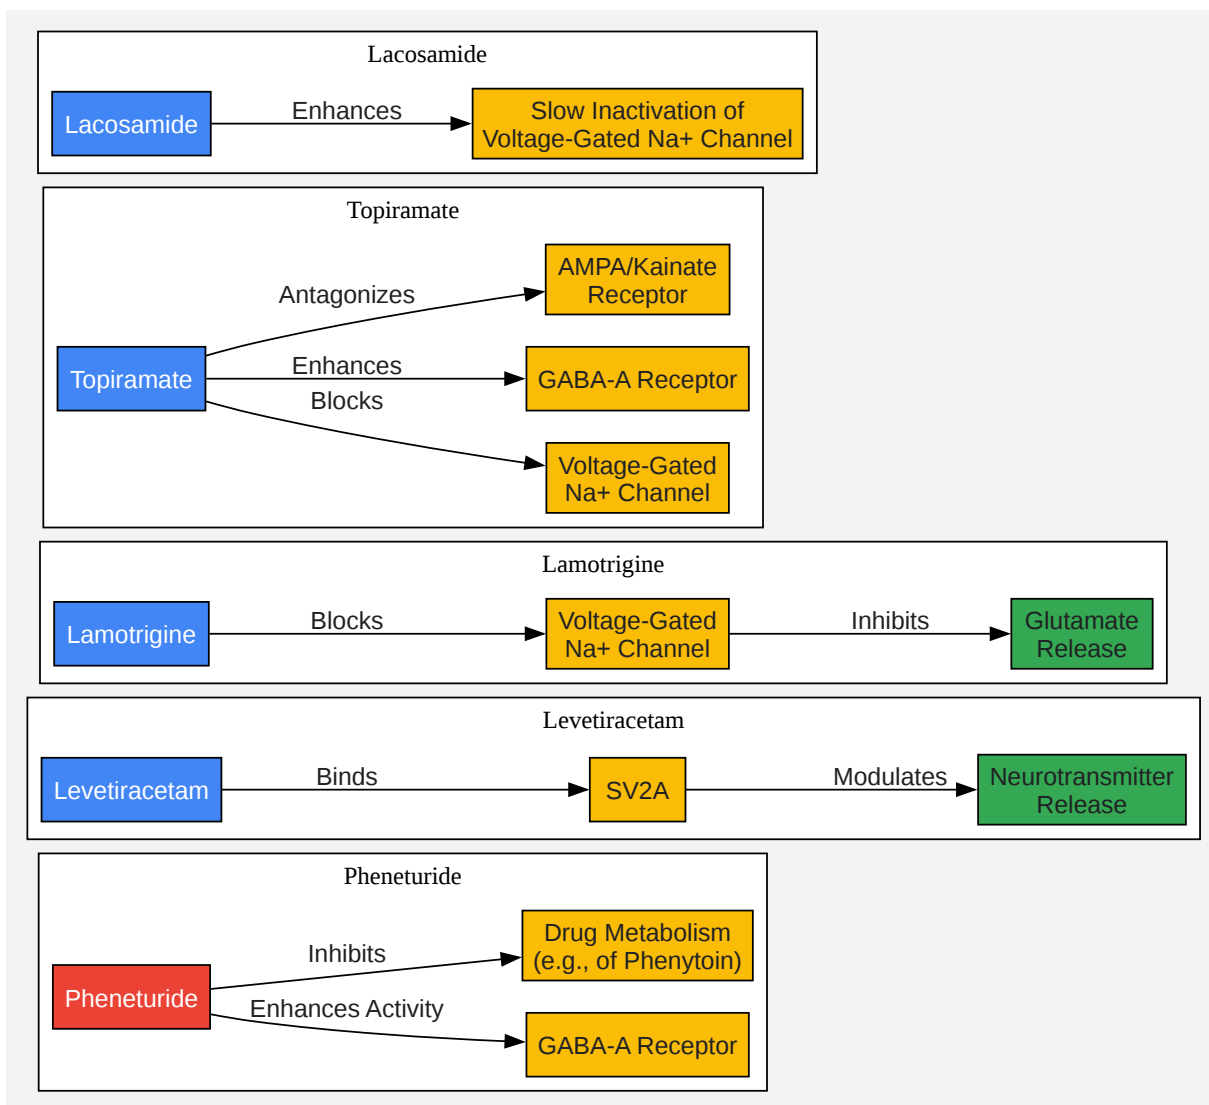 Lacosamide
Lacosamide
Enhances
Slow Inactivation of
Voltage-Gated Na+ Channel
Topiramate
Topiramate
Antagonizes
AMPA/Kainate
Receptor
Enhances
GABA-A Receptor
Blocks
Voltage-Gated
Na+ Channel
Lamotrigine
Lamotrigine
Blocks
Voltage-Gated
Na+ Channel
Inhibits
Glutamate
Release
Levetiracetam
Levetiracetam
Binds
SV2A
Modulates
Neurotransmitter
Release
Pheneturide
Pheneturide
Inhibits
Drug Metabolism
(e.g., of Phenytoin)
Enhances Activity
GABA-A Receptor